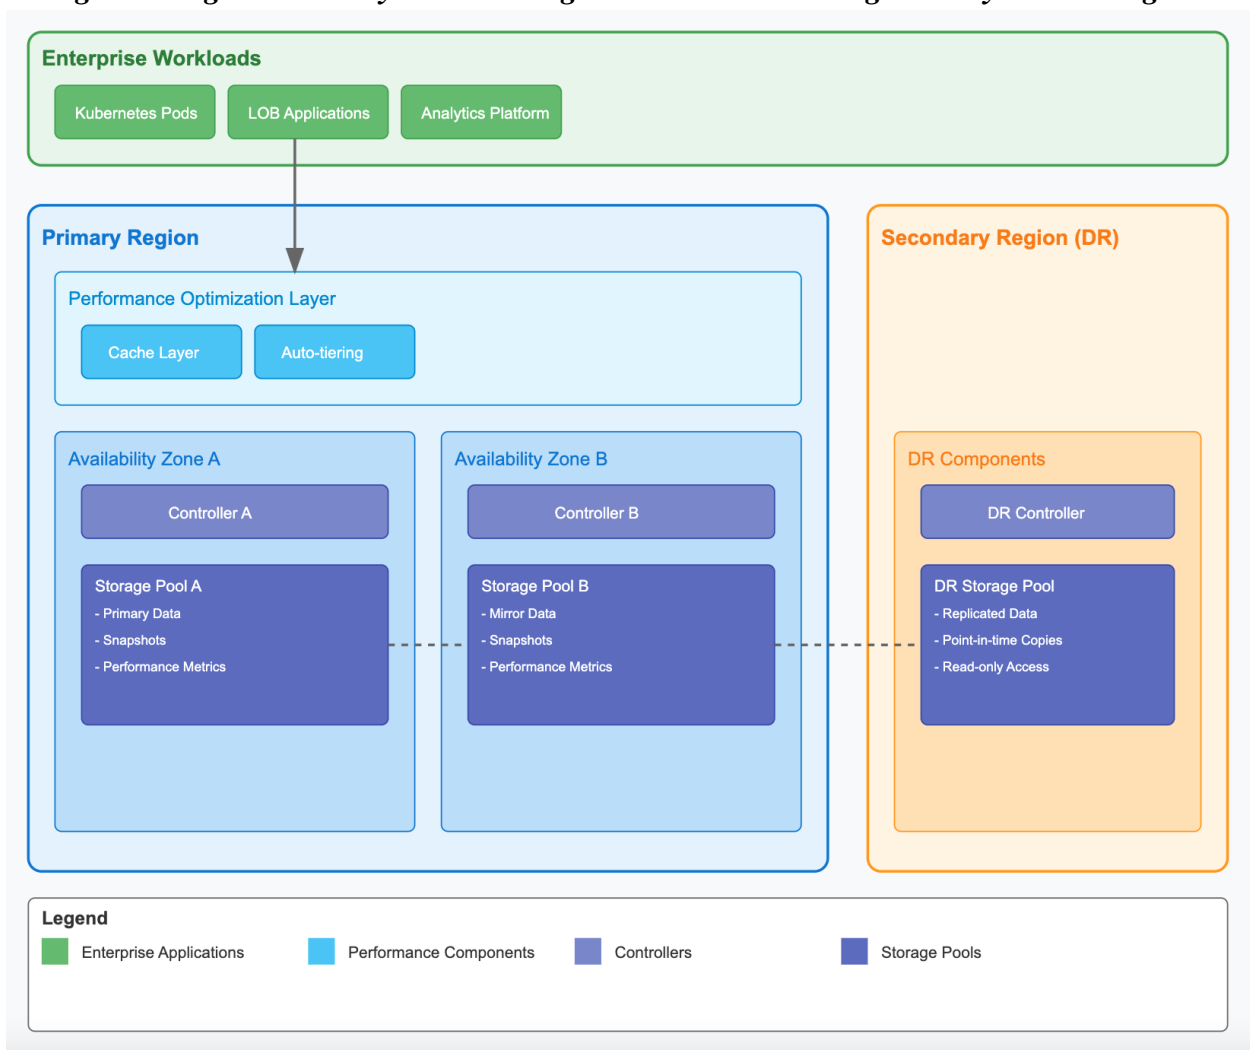 Enterprise Workloads
Kubernetes Pods
LOB Applications
Analytics Platform
Primary Region
Performance Optimization Layer
Cache Layer
Auto-tiering
Availability Zone A
Controller A
Storage Pool A
- Primary Data
- Snapshots
- Performance Metrics
Availability Zone B
Controller B
Storage Pool B
- Mirror Data
- Snapshots
- Performance Metrics
Secondary Region (DR)
DR Components
DR Controller
DR Storage Pool
- Replicated Data
- Point-in-time Copies
- Read-only Access
Legend
Enterprise Applications
Performance Components
Controllers
Storage Pools